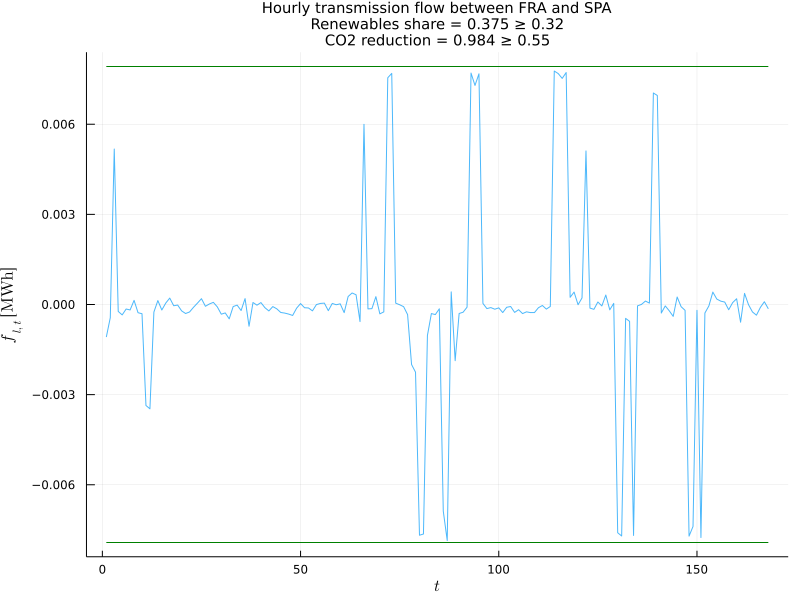 Hourly transmission flow between FRA and SPA
Renewables share = 0.375 ≥ 0.32
CO2 reduction = 0.984 ≥ 0.55
f_{l,t} [MWh]
0.006
0.003
0.000
−0.003
−0.006
0
50
100
150
t